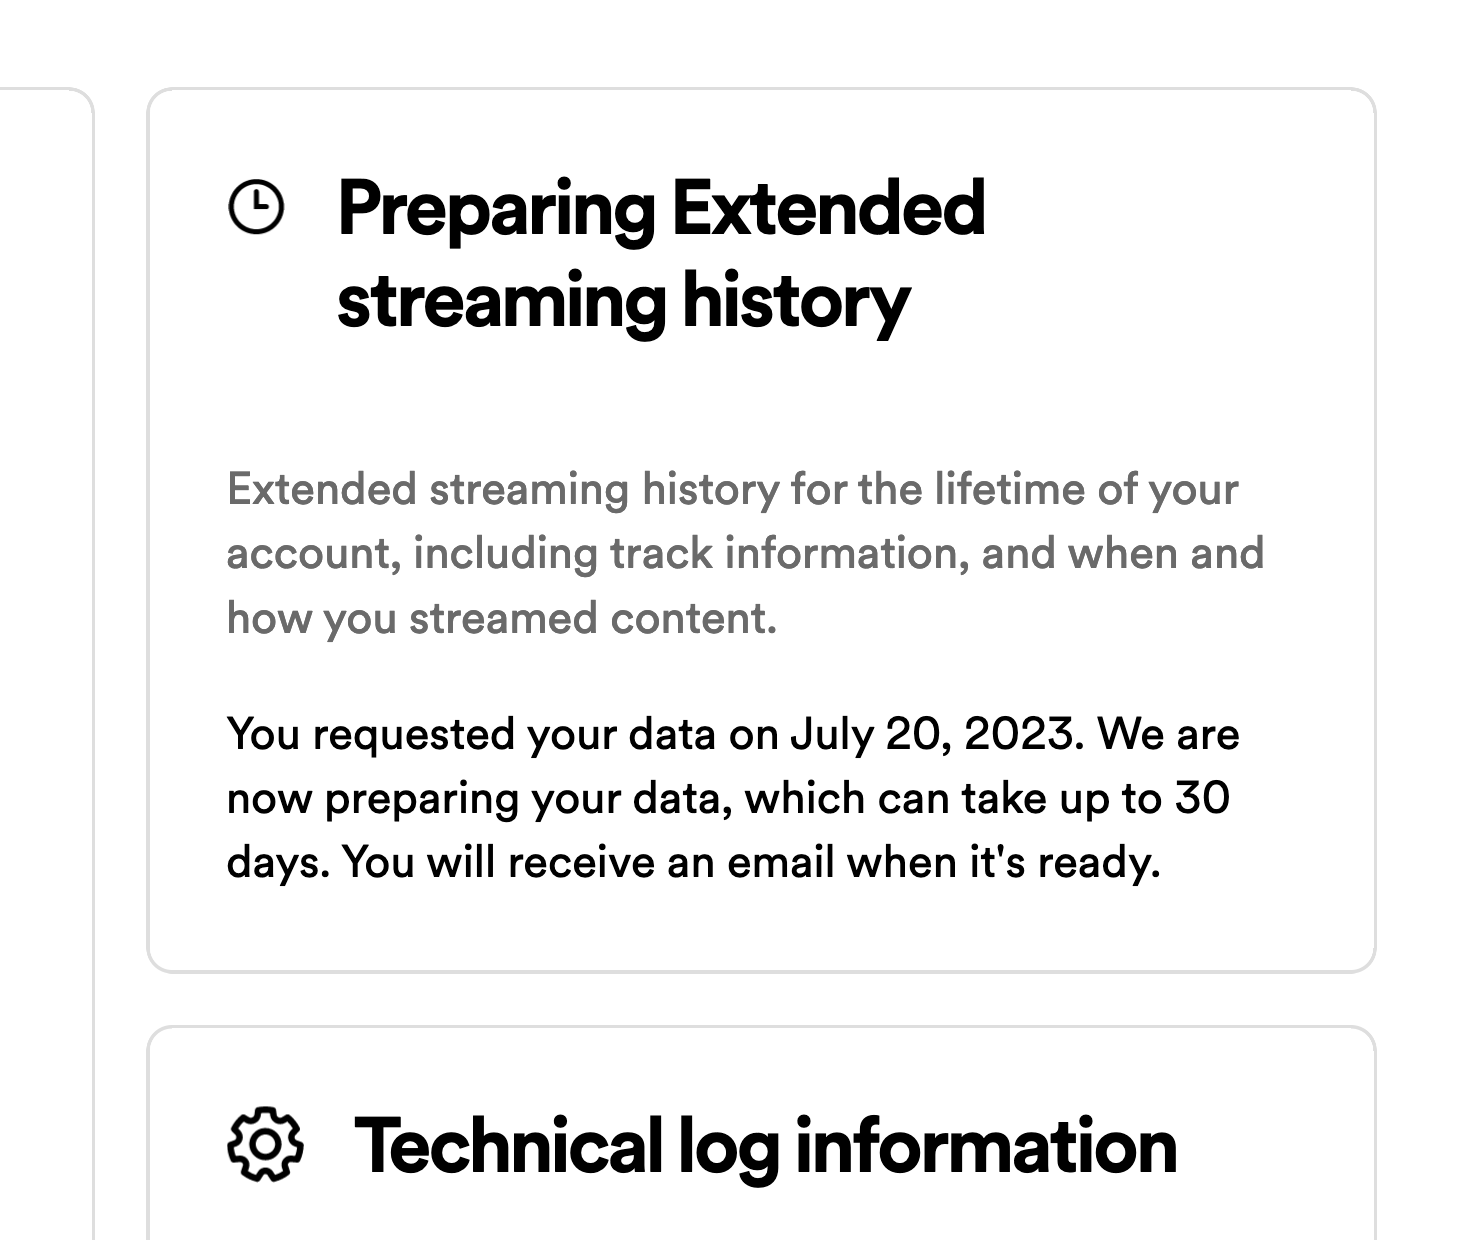 Preparing Extended
streaming history
Extended streaming history for the lifetime of your
account, including track information, and when and
how you streamed content.
You requested your data on July 20, 2023. We are
now preparing your data, which can take up to 30
days. You will receive an email when it's ready.
Technical log information